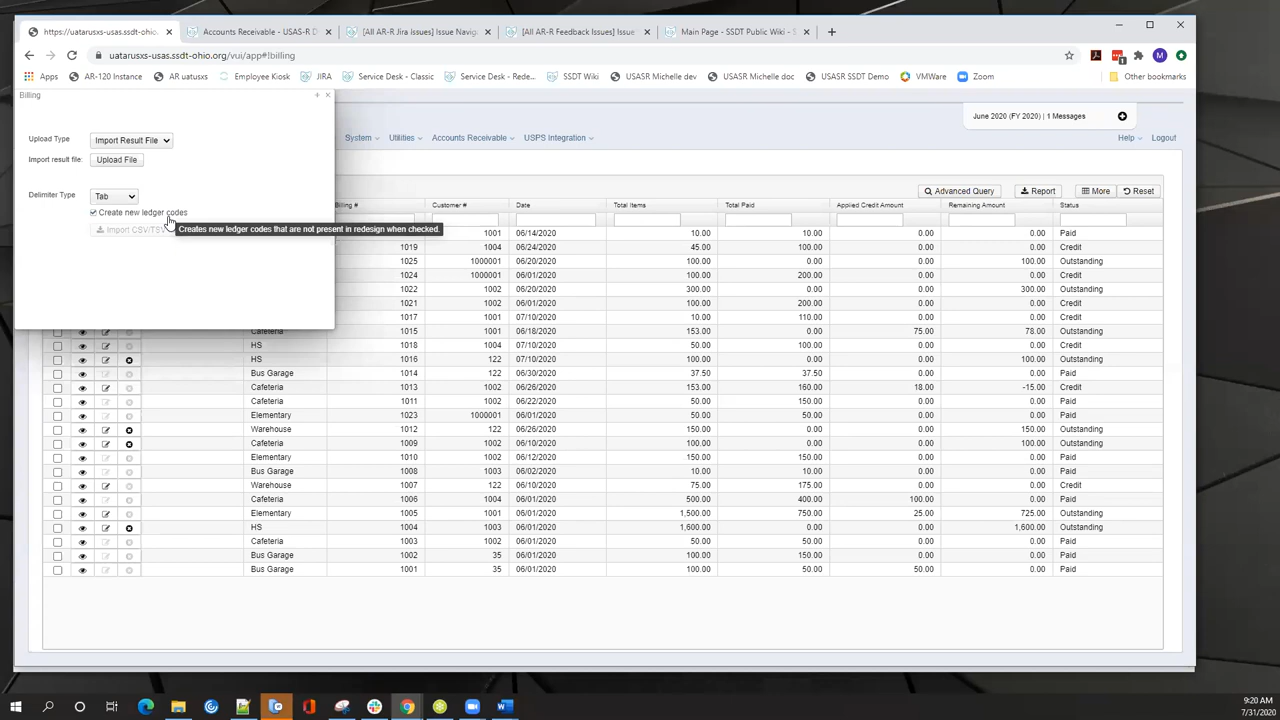 https://uatarusxs-usas.ssdt-ohio.
Accounts Receivable - USAS-R D
[All AR-R Jira Issues] Issue Navig
[All AR-R Feedback Issues] Issue
Main Page - SSDT Public Wiki -
uatarusxs-usas.ssdt-ohio.org/vui/app#!billing
M
Apps
AR-120 Instance
AR uatusxs
Employee Kiosk
JIRA
Service Desk - Classic
Service Desk - Rede...
SSDT Wiki
USASR Michelle dev
USASR Michelle doc
USASR SSDT Demo
VMWare
Zoom
Other bookmarks
Billing
June 2020 (FY 2020) | 1 Messages
System
Utilities
Accounts Receivable
USPS Integration
Help
Logout
Upload Type Import Result File
Import result file: Upload File
Delimiter Type Tab
Create new ledger codes
Import CSV/TSV
Creates new ledger codes that are not present in redesign when checked.
Advanced Query
Report
More
Reset
Billing # Customer # Date Total Items Total Paid Applied Credit Amount Remaining Amount Status
1001 06/14/2020 10.00 10.00 0.00 0.00 Paid
1019 1004 06/24/2020 45.00 100.00 0.00 0.00 Credit
1025 1000001 06/20/2020 100.00 0.00 0.00 100.00 Outstanding
1024 1000001 06/01/2020 100.00 200.00 0.00 0.00 Credit
1022 1002 06/20/2020 300.00 0.00 0.00 300.00 Outstanding
1021 1002 06/01/2020 100.00 200.00 0.00 0.00 Credit
1017 1001 07/10/2020 10.00 110.00 0.00 0.00 Credit
Cafeteria 1015 1001 06/18/2020 153.00 0.00 75.00 78.00 Outstanding
HS 1018 1004 07/10/2020 50.00 100.00 0.00 0.00 Credit
HS 1016 122 07/10/2020 100.00 0.00 0.00 100.00 Outstanding
Bus Garage 1014 122 06/30/2020 37.50 37.50 0.00 0.00 Paid
Cafeteria 1013 1002 06/26/2020 153.00 160.00 18.00 -15.00 Credit
Cafeteria 1011 1002 06/22/2020 50.00 150.00 0.00 0.00 Paid
Elementary 1023 1000001 06/01/2020 50.00 50.00 0.00 0.00 Paid
Warehouse 1012 122 06/26/2020 150.00 0.00 0.00 150.00 Outstanding
Cafeteria 1009 1002 06/10/2020 100.00 0.00 0.00 100.00 Outstanding
Elementary 1010 1002 06/12/2020 150.00 150.00 0.00 0.00 Paid
Bus Garage 1008 1003 06/02/2020 10.00 10.00 0.00 0.00 Paid
Warehouse 1007 122 06/10/2020 75.00 175.00 0.00 0.00 Credit
Cafeteria 1006 1004 06/01/2020 500.00 400.00 100.00 0.00 Paid
Elementary 1005 1001 06/01/2020 1,500.00 750.00 25.00 725.00 Outstanding
HS 1004 1003 06/01/2020 1,600.00 0.00 0.00 1,600.00 Outstanding
Cafeteria 1003 1002 06/01/2020 50.00 50.00 0.00 0.00 Paid
Bus Garage 1002 35 06/01/2020 100.00 150.00 0.00 0.00 Paid
Bus Garage 1001 35 06/01/2020 100.00 50.00 50.00 0.00 Paid
9:20 AM
7/31/2020